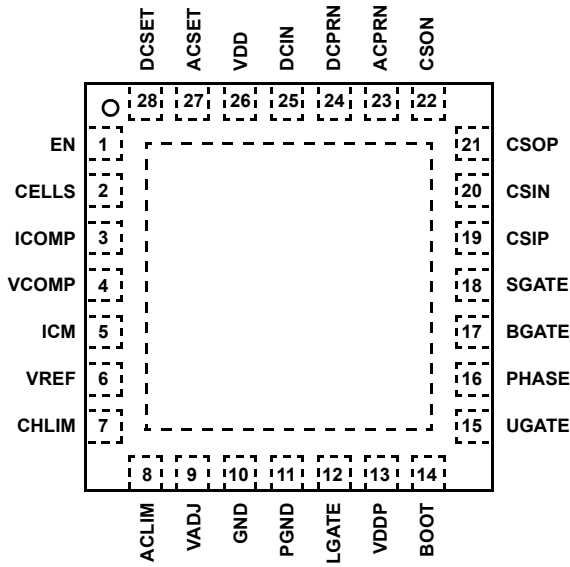 DCSET ACSET VDD DCIN DCPRN ACPRN CSON
28 27 26 25 24 23 22
EN 1 21 CSOP
CELLS 2 20 CSIN
ICOMP 3 19 CSIP
VCOMP 4 18 SGATE
ICM 5 17 BGATE
VREF 6 16 PHASE
CHLIM 7 15 UGATE
8 9 10 11 12 13 14
ACLIM VADJ GND PGND LGATE VDDP BOOT